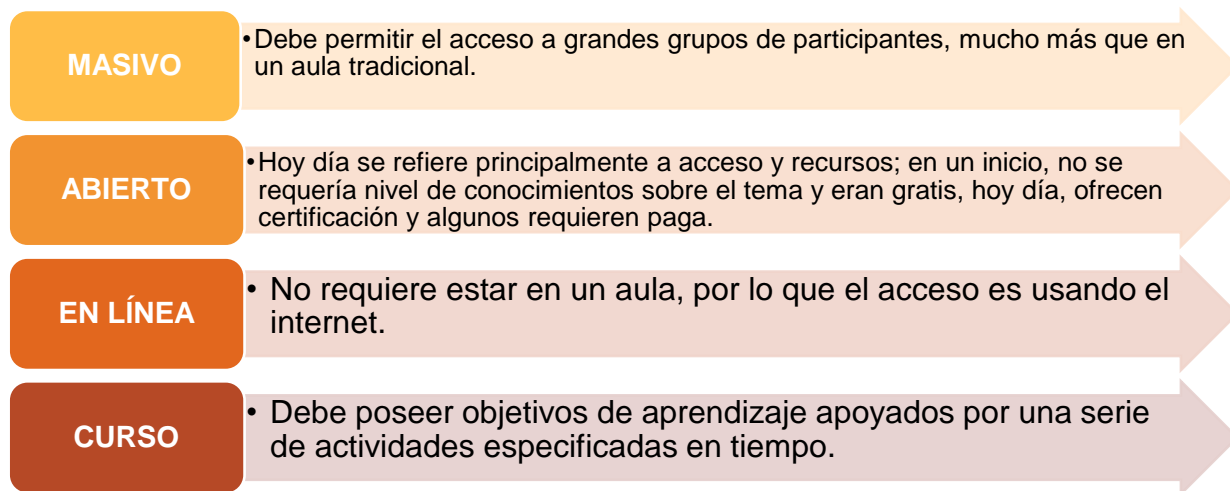 MASIVO
•Debe permitir el acceso a grandes grupos de participantes, mucho más que en
un aula tradicional.
ABIERTO
•Hoy día se refiere principalmente a acceso y recursos; en un inicio, no se
requería nivel de conocimientos sobre el tema y eran gratis, hoy día, ofrecen
certificación y algunos requieren paga.
EN LÍNEA
• No requiere estar en un aula, por lo que el acceso es usando el
internet.
CURSO
• Debe poseer objetivos de aprendizaje apoyados por una serie
de actividades especificadas en tiempo.